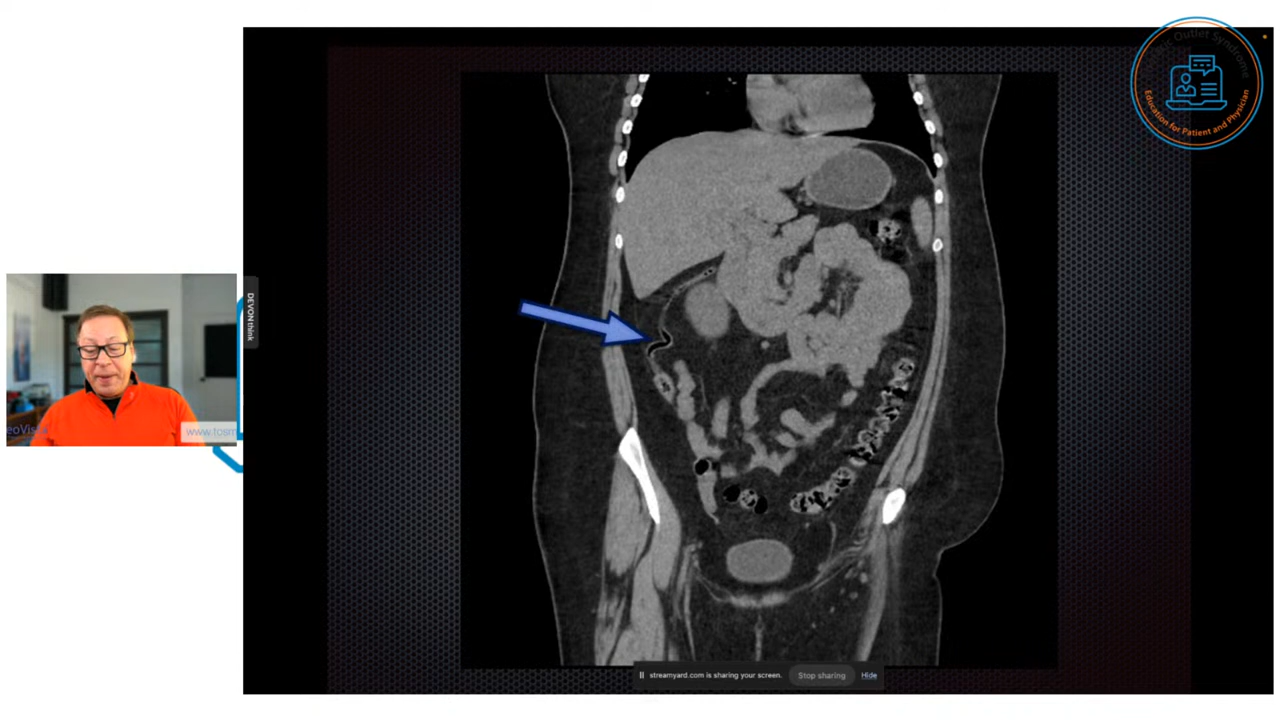 Outlet Syndrome
Education for Patient and Physician
DEVONthink
eoVis
www.tosm
streamyard.com is sharing your screen.
Stop sharing
Hide